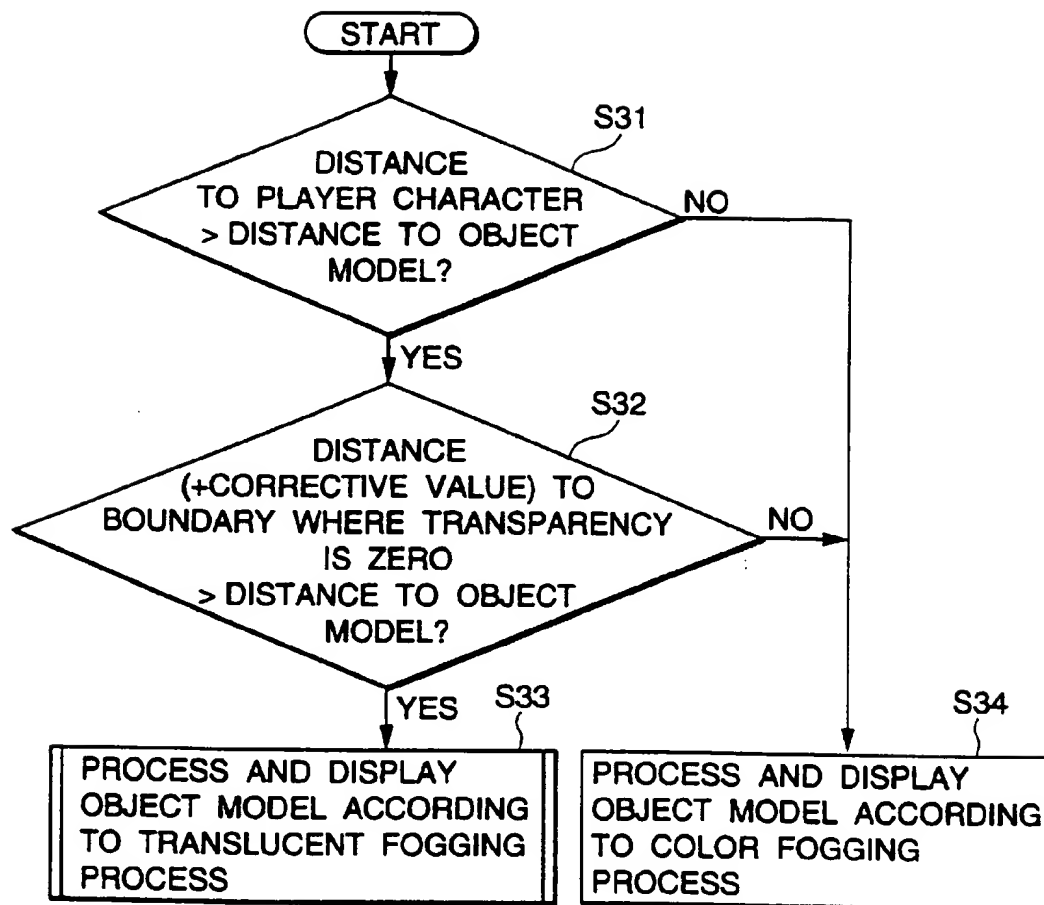 START
S31
DISTANCE
TO PLAYER CHARACTER
> DISTANCE TO OBJECT
MODEL?
NO
YES
S32
DISTANCE
(+CORRECTIVE VALUE) TO
BOUNDARY WHERE TRANSPARENCY
IS ZERO
> DISTANCE TO OBJECT
MODEL?
NO
YES
S33
PROCESS AND DISPLAY
OBJECT MODEL ACCORDING
TO TRANSLUCENT FOGGING
PROCESS
S34
PROCESS AND DISPLAY
OBJECT MODEL ACCORDING
TO COLOR FOGGING
PROCESS